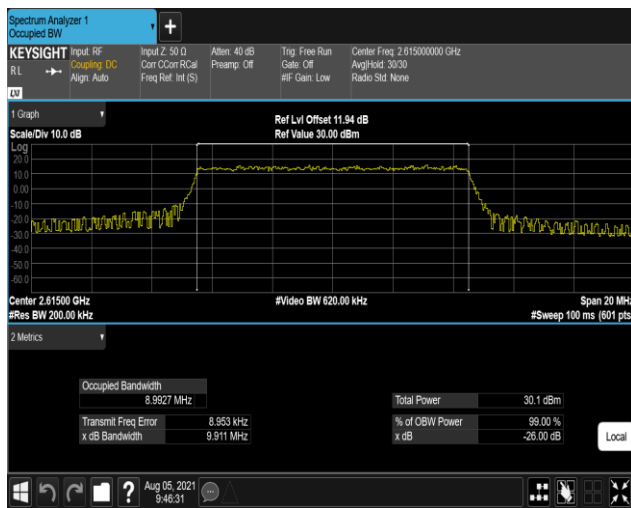 Spectrum Analyzer 1
Occupied BW
+
KEYSIGHT Input: RF Input Z: 50 Ω Atten: 40 dB Trig: Free Run Center Freq: 2.615000000 GHz
RL Coupling: DC Corr CCorr RCal Preamp: Off Gate: Off Avg|Hold: 30/30
Align: Auto Freq Ref: Int (S) #IF Gain: Low Radio Std: None
LXI
1 Graph
Ref Lvl Offset 11.94 dB
Scale/Div 10.0 dB Ref Value 30.00 dBm
Log
20.0
10.0
0.00
-10.0
-20.0
-30.0
-40.0
-50.0
-60.0
Center 2.61500 GHz #Video BW 620.00 kHz Span 20 MHz
#Res BW 200.00 kHz #Sweep 100 ms (601 pts
2 Metrics
Occupied Bandwidth
8.9927 MHz Total Power 30.1 dBm
Transmit Freq Error 8.953 kHz % of OBW Power 99.00 %
x dB Bandwidth 9.911 MHz x dB -26.00 dB
Local
? Aug 05, 2021
9:46:31